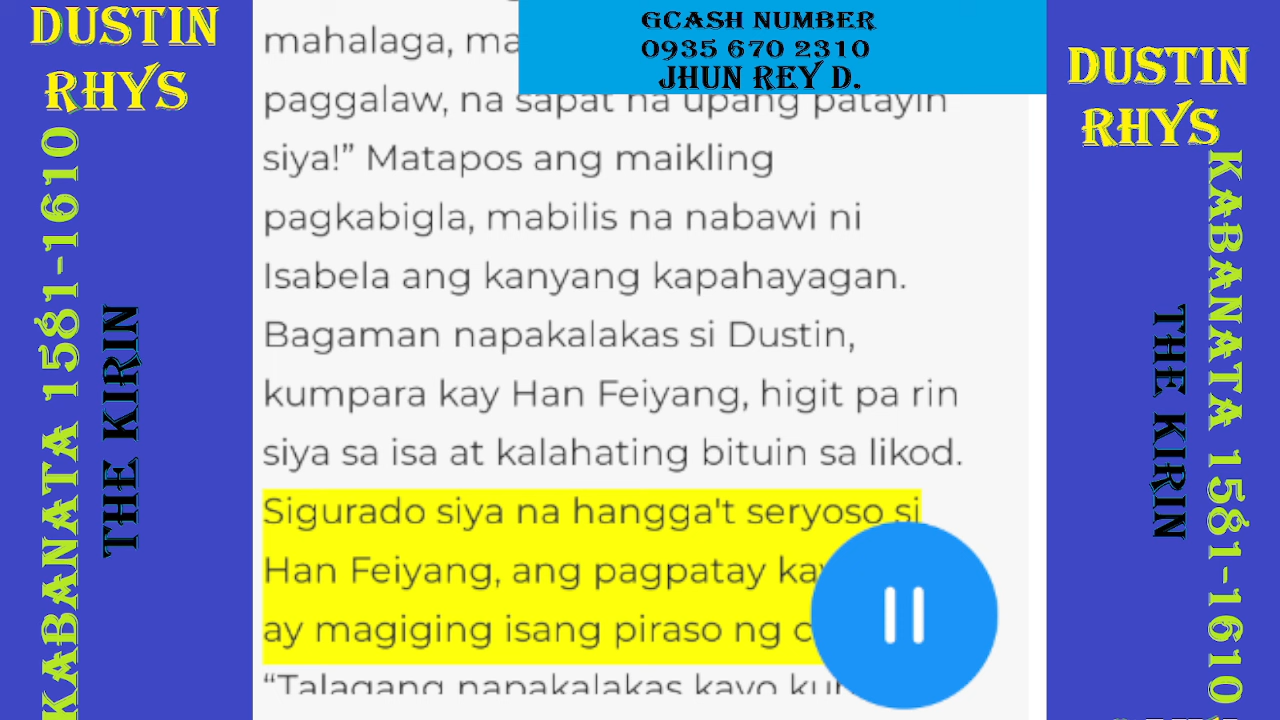 DUSTIN
RHYS
KABANATA 1581-1610
THE KIRIN
GCASH NUMBER
0935 670 2310
JHUN REY D.
mahalaga,
paggalaw, na sapat na upang patayin
siya!” Matapos ang maikling
pagkabigla, mabilis na nabawi ni
Isabela ang kanyang kapahayagan.
Bagaman napakalakas si Dustin,
kumpara kay Han Feiyang, higit pa rin
siya sa isa at kalahating bituin sa likod.
Sigurado siya na hangga't seryoso si
Han Feiyang, ang pagpatay
ay magiging isang piraso ng
“Talagang napakalakas kayo
DUSTIN
RHYS
KABANATA 1581-1610
THE KIRIN